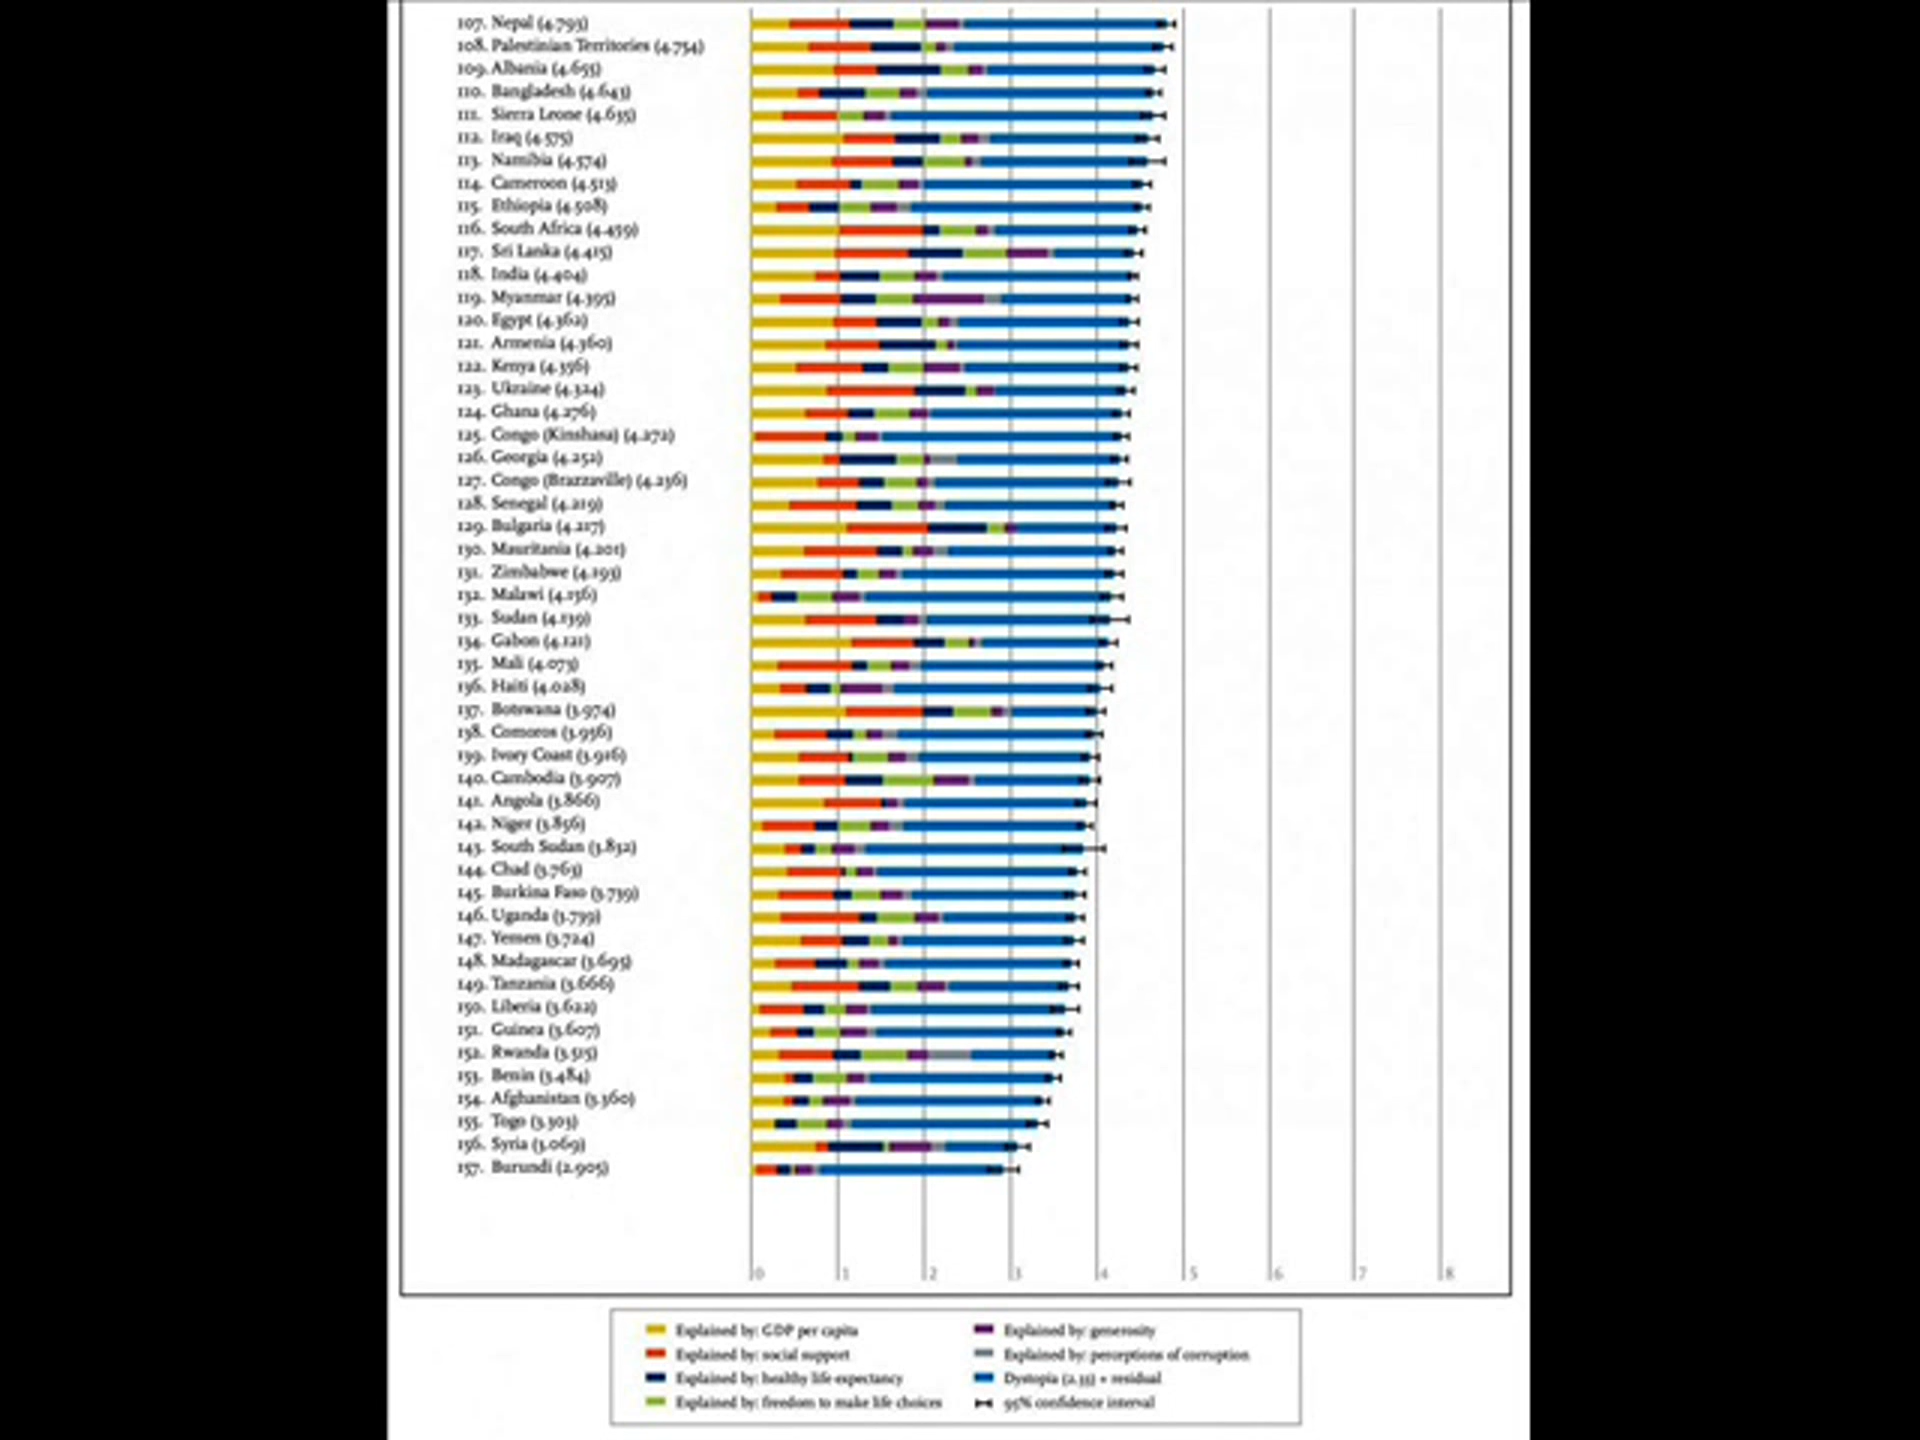 107. Nepal (4.793)
108. Palestinian Territories (4.754)
109. Albania (4.655)
110. Bangladesh (4.643)
111. Sierra Leone (4.635)
112. Iraq (4.575)
113. Namibia (4.574)
114. Cameroon (4.513)
115. Ethiopia (4.508)
116. South Africa (4.459)
117. Sri Lanka (4.415)
118. India (4.404)
119. Myanmar (4.395)
120. Egypt (4.362)
121. Armenia (4.360)
122. Kenya (4.356)
123. Ukraine (4.324)
124. Ghana (4.276)
125. Congo (Kinshasa) (4.272)
126. Georgia (4.252)
127. Congo (Brazzaville) (4.236)
128. Senegal (4.219)
129. Bulgaria (4.217)
130. Mauritania (4.201)
131. Zimbabwe (4.193)
132. Malawi (4.156)
133. Sudan (4.139)
134. Gabon (4.121)
135. Mali (4.073)
136. Haiti (4.028)
137. Botswana (3.974)
138. Comoros (3.956)
139. Ivory Coast (3.916)
140. Cambodia (3.907)
141. Angola (3.866)
142. Niger (3.856)
143. South Sudan (3.832)
144. Chad (3.763)
145. Burkina Faso (3.739)
146. Uganda (3.739)
147. Yemen (3.724)
148. Madagascar (3.695)
149. Tanzania (3.666)
150. Liberia (3.622)
151. Guinea (3.607)
152. Rwanda (3.515)
153. Benin (3.484)
154. Afghanistan (3.360)
155. Togo (3.303)
156. Syria (3.069)
157. Burundi (2.905)
0 1 2 3 4 5 6 7 8
Explained by: GDP per capita
Explained by: social support
Explained by: healthy life expectancy
Explained by: freedom to make life choices
Explained by: generosity
Explained by: perceptions of corruption
Dystopia (2.33) + residual
95% confidence interval